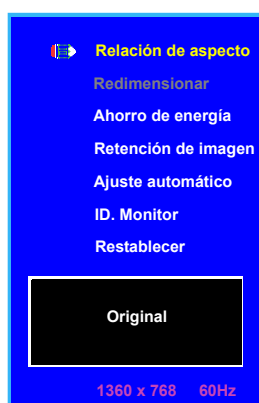 Relación de aspecto
Redimensionar
Ahorro de energía
Retención de imagen
Ajuste automático
ID. Monitor
Restablecer
Original
1360 x 768 60Hz